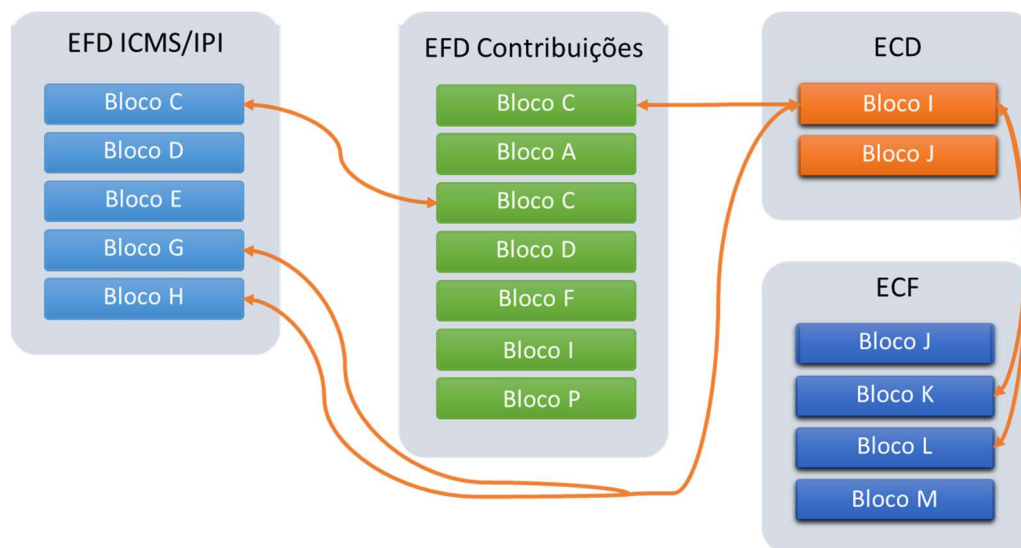 EFD ICMS/IPI
Bloco C
Bloco D
Bloco E
Bloco G
Bloco H
EFD Contribuições
Bloco C
Bloco A
Bloco C
Bloco D
Bloco F
Bloco I
Bloco P
ECD
Bloco I
Bloco J
ECF
Bloco J
Bloco K
Bloco L
Bloco M